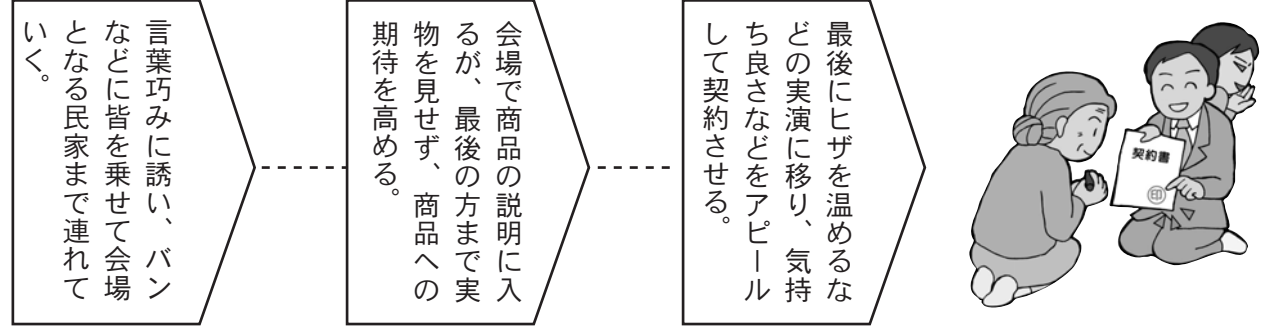 言葉巧みに誘い、バン
などに皆を乗せて会場
となる民家まで連れて
いく。
会場で商品の説明に入
るが、最後の方まで実
物を見せず、商品への
期待を高める。
最後にヒザを温めるな
どの実演に移り、気持
ち良さなどをアピール
して契約させる。
契約書
印